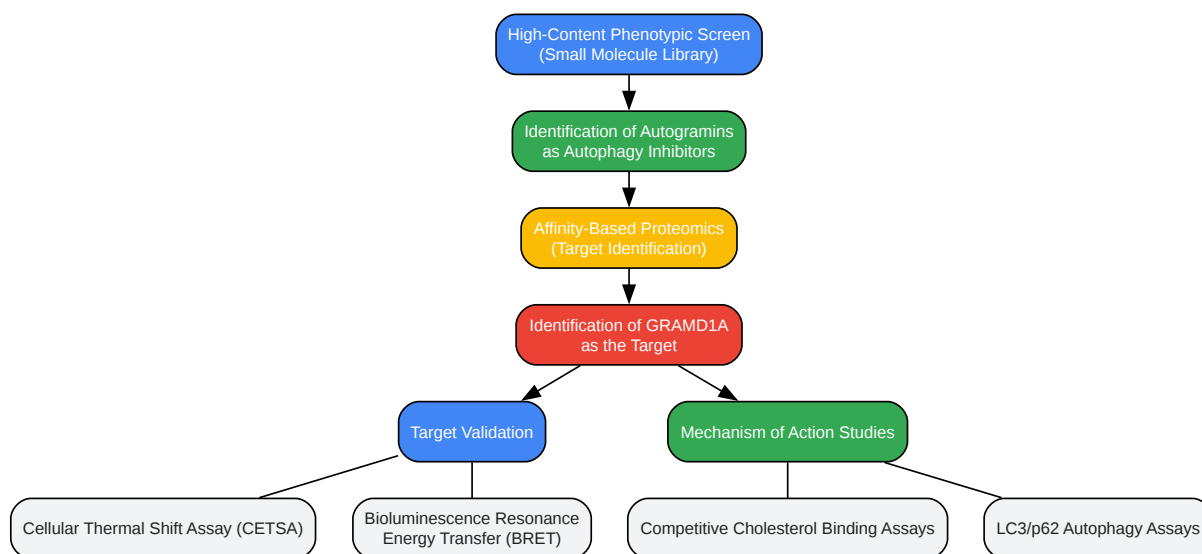 High-Content Phenotypic Screen
(Small Molecule Library)
Identification of Autogramins
as Autophagy Inhibitors
Affinity-Based Proteomics
(Target Identification)
Identification of GRAMD1A
as the Target
Target Validation
Mechanism of Action Studies
Cellular Thermal Shift Assay (CETSA)
Bioluminescence Resonance
Energy Transfer (BRET)
Competitive Cholesterol Binding Assays
LC3/p62 Autophagy Assays